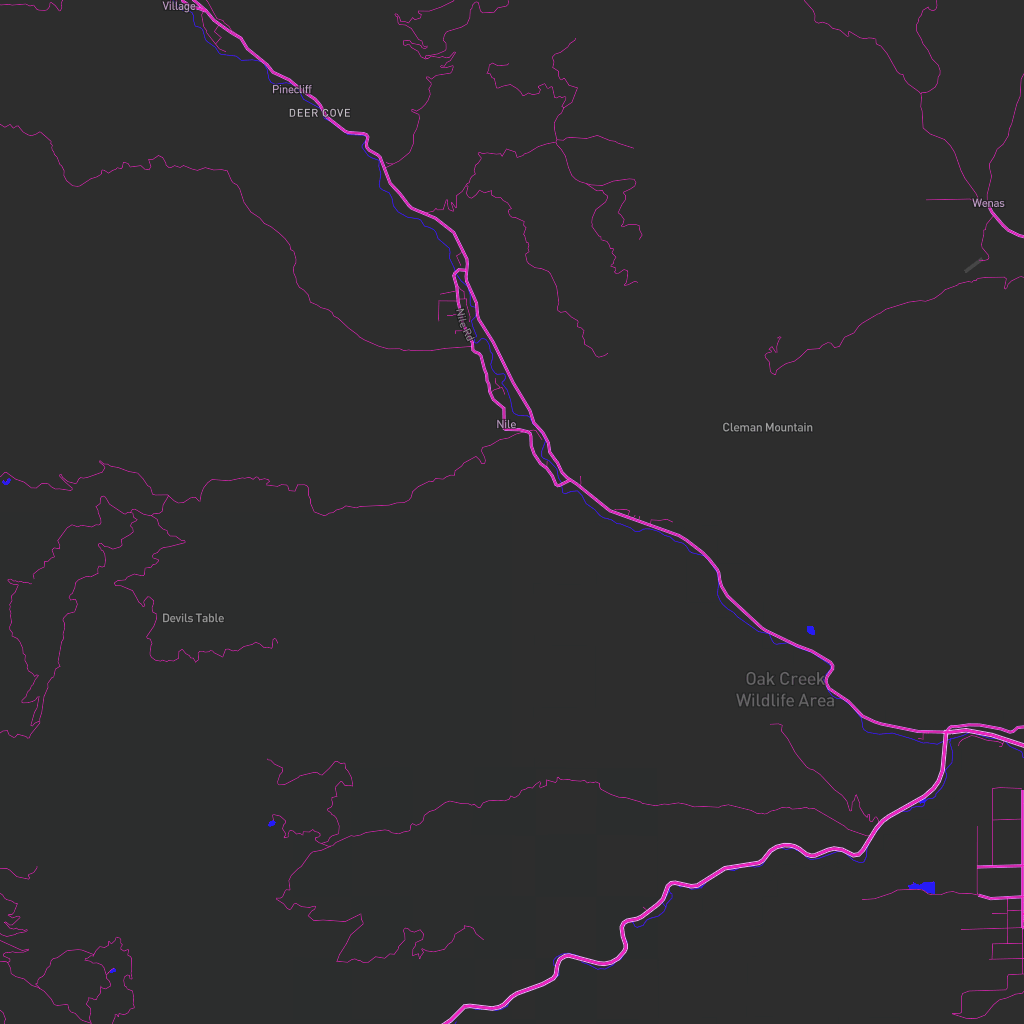 Village
Pinecliff
DEER COVE
Wenas
Nile Rd
Nile
Cleman Mountain
Devils Table
Oak Creek
Wildlife Area